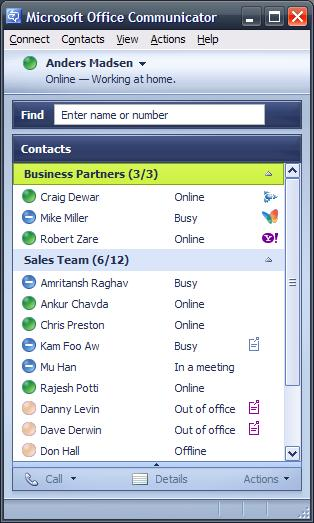 Microsoft Office Communicator
Connect Contacts View Actions Help
Anders Madsen
Online — Working at home.
Find Enter name or number
Contacts
Business Partners (3/3)
Craig Dewar Online
Mike Miller Busy
Robert Zare Online Y!
Sales Team (6/12)
Amritansh Raghav Busy
Ankur Chavda Online
Chris Preston Online
Kam Foo Aw Busy
Mu Han In a meeting
Rajesh Potti Online
Danny Levin Out of office
Dave Derwin Out of office
Don Hall Offline
Call Details Actions